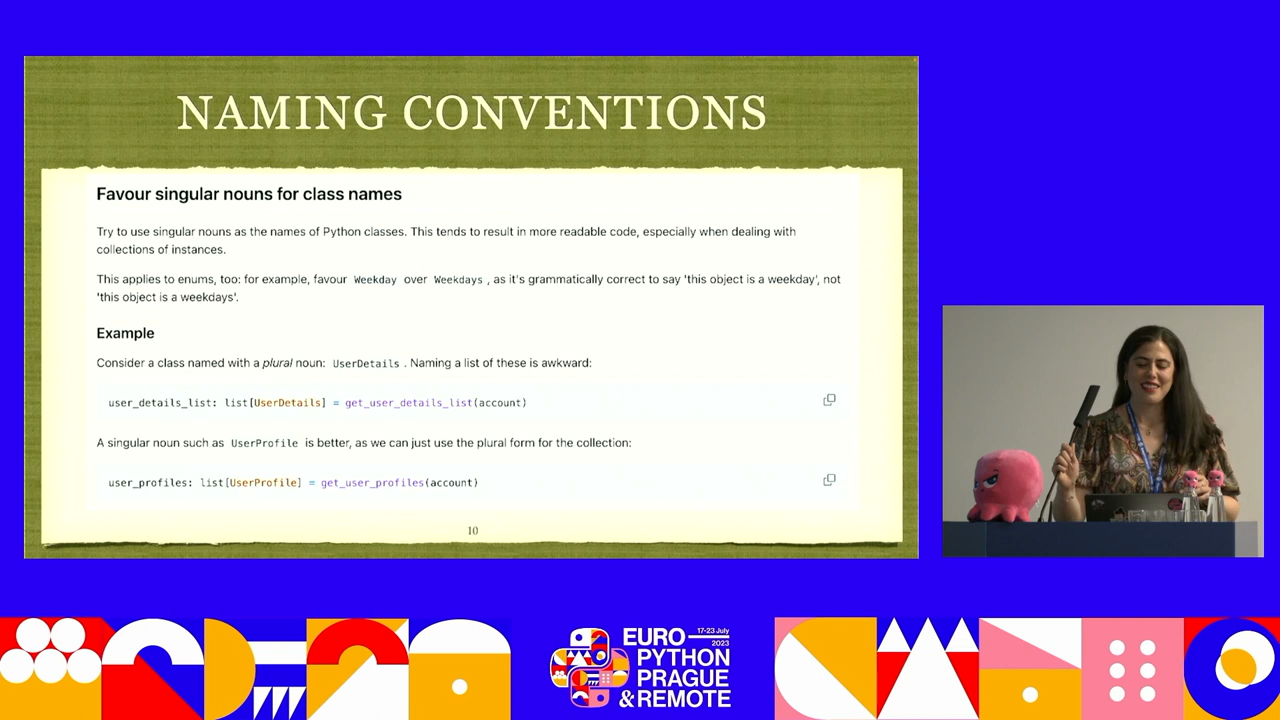 NAMING CONVENTIONS
Favour singular nouns for class names
Try to use singular nouns as the names of Python classes. This tends to result in more readable code, especially when dealing with
collections of instances.
This applies to enums, too: for example, favour Weekday over Weekdays , as it's grammatically correct to say 'this object is a weekday', not
'this object is a weekdays'.
Example
Consider a class named with a plural noun: UserDetails . Naming a list of these is awkward:
user_details_list: list[UserDetails] = get_user_details_list(account)
A singular noun such as UserProfile is better, as we can just use the plural form for the collection:
user_profiles: list[UserProfile] = get_user_profiles(account)
10
EURO 17-23 July
2023
PYTHON
PRAGUE
& REMOTE